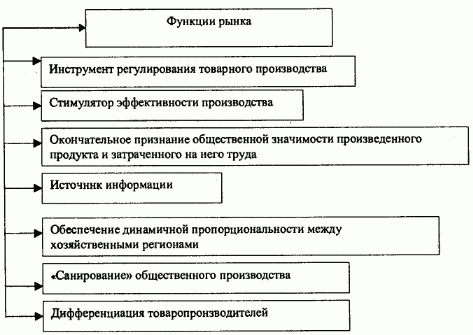 Функции рынка
Инструмент регулирования товарного производства
Стимулятор эффективности производства
Окончательное признание общественной значимости произведенного
продукта и затраченного на него труда
Источннк информации
Обеспечение динамичной пропорциональности между
хозяйственными регионами
«Санирование» общественного производства
Дифференциация товаропроизводителей